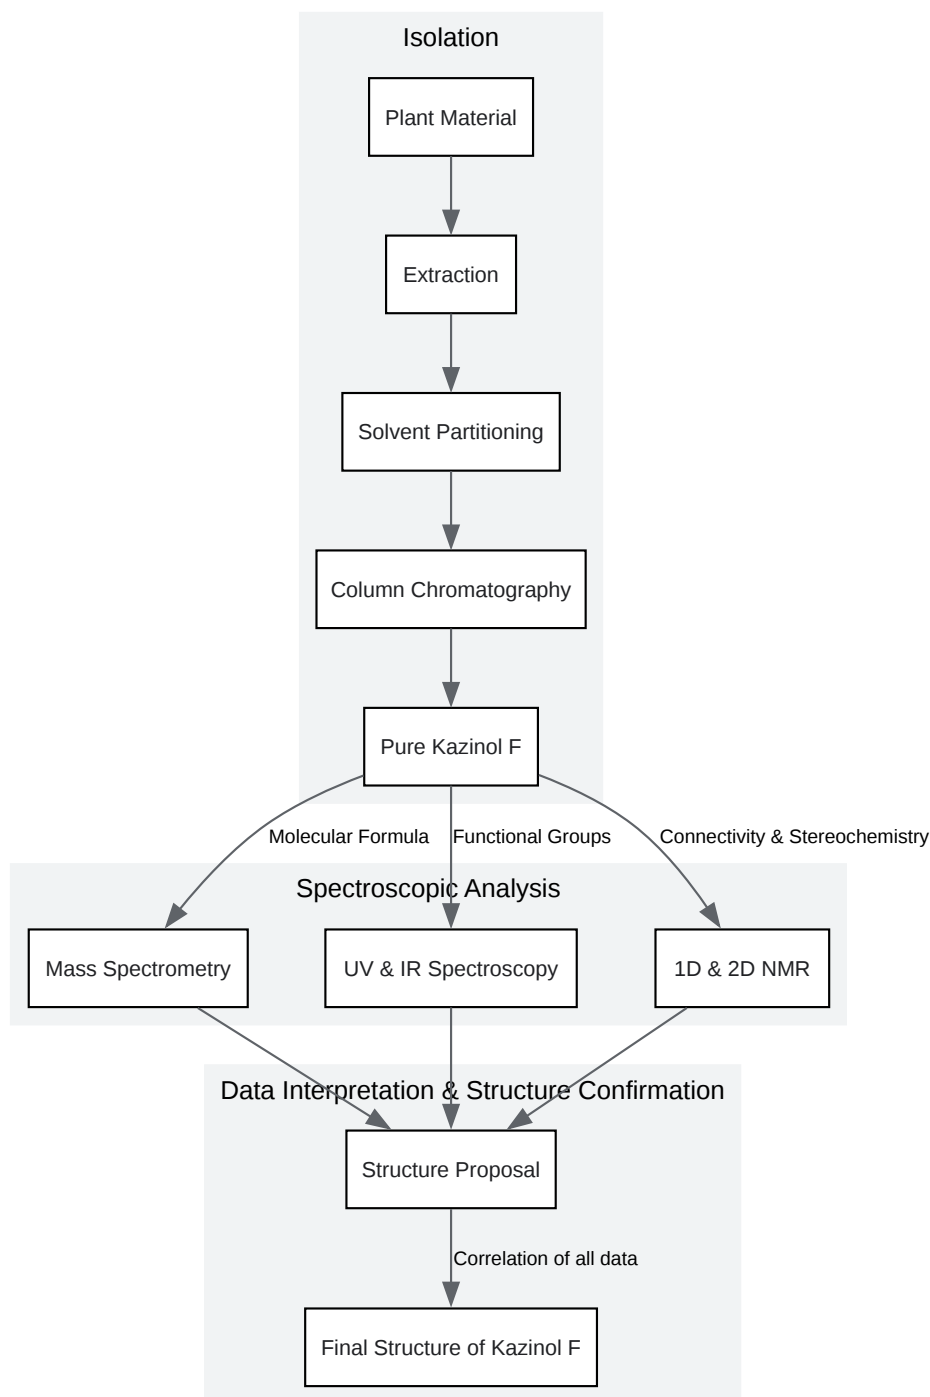 Isolation
Plant Material
Extraction
Solvent Partitioning
Column Chromatography
Pure Kazinol F
Molecular Formula
Functional Groups
Connectivity & Stereochemistry
Spectroscopic Analysis
Mass Spectrometry
UV & IR Spectroscopy
1D & 2D NMR
Data Interpretation & Structure Confirmation
Structure Proposal
Correlation of all data
Final Structure of Kazinol F